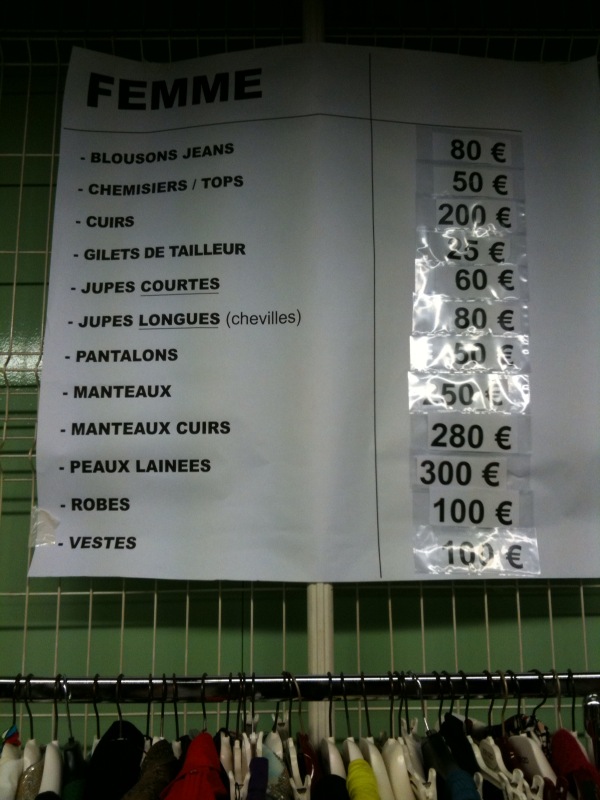 FEMME
- BLOUSONS JEANS 80 €
- CHEMISIERS / TOPS 50 €
- CUIRS 200 €
- GILETS DE TAILLEUR 25 €
- JUPES COURTES 60 €
- JUPES LONGUES (chevilles) 80 €
- PANTALONS 50 €
- MANTEAUX €
- MANTEAUX CUIRS 280 €
- PEAUX LAINEES 300 €
- ROBES 100 €
- VESTES 100 €